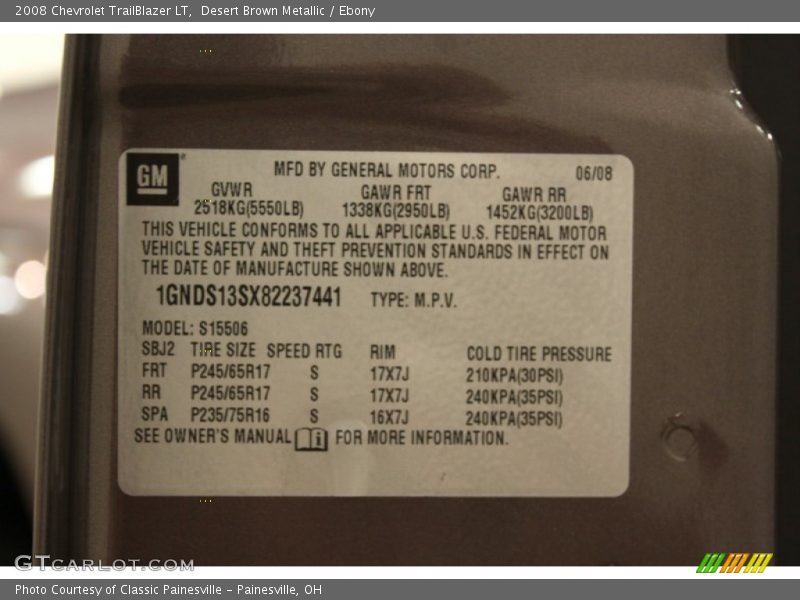 2008 Chevrolet TrailBlazer LT, Desert Brown Metallic / Ebony
GM
MFD BY GENERAL MOTORS CORP. 06/08
GVWR GAWR FRT GAWR RR
2518KG(5550LB) 1338KG(2950LB) 1452KG(3200LB)
THIS VEHICLE CONFORMS TO ALL APPLICABLE U.S. FEDERAL MOTOR
VEHICLE SAFETY AND THEFT PREVENTION STANDARDS IN EFFECT ON
THE DATE OF MANUFACTURE SHOWN ABOVE.
1GNDS13SX82237441 TYPE: M.P.V.
MODEL: S15506
SBJ2 TIRE SIZE SPEED RTG RIM COLD TIRE PRESSURE
FRT P245/65R17 S 17X7J 210KPA(30PSI)
RR P245/65R17 S 17X7J 240KPA(35PSI)
SPA P235/75R16 S 16X7J 240KPA(35PSI)
SEE OWNER'S MANUAL FOR MORE INFORMATION.
GTCARLOT.COM
Photo Courtesy of Classic Painesville - Painesville, OH